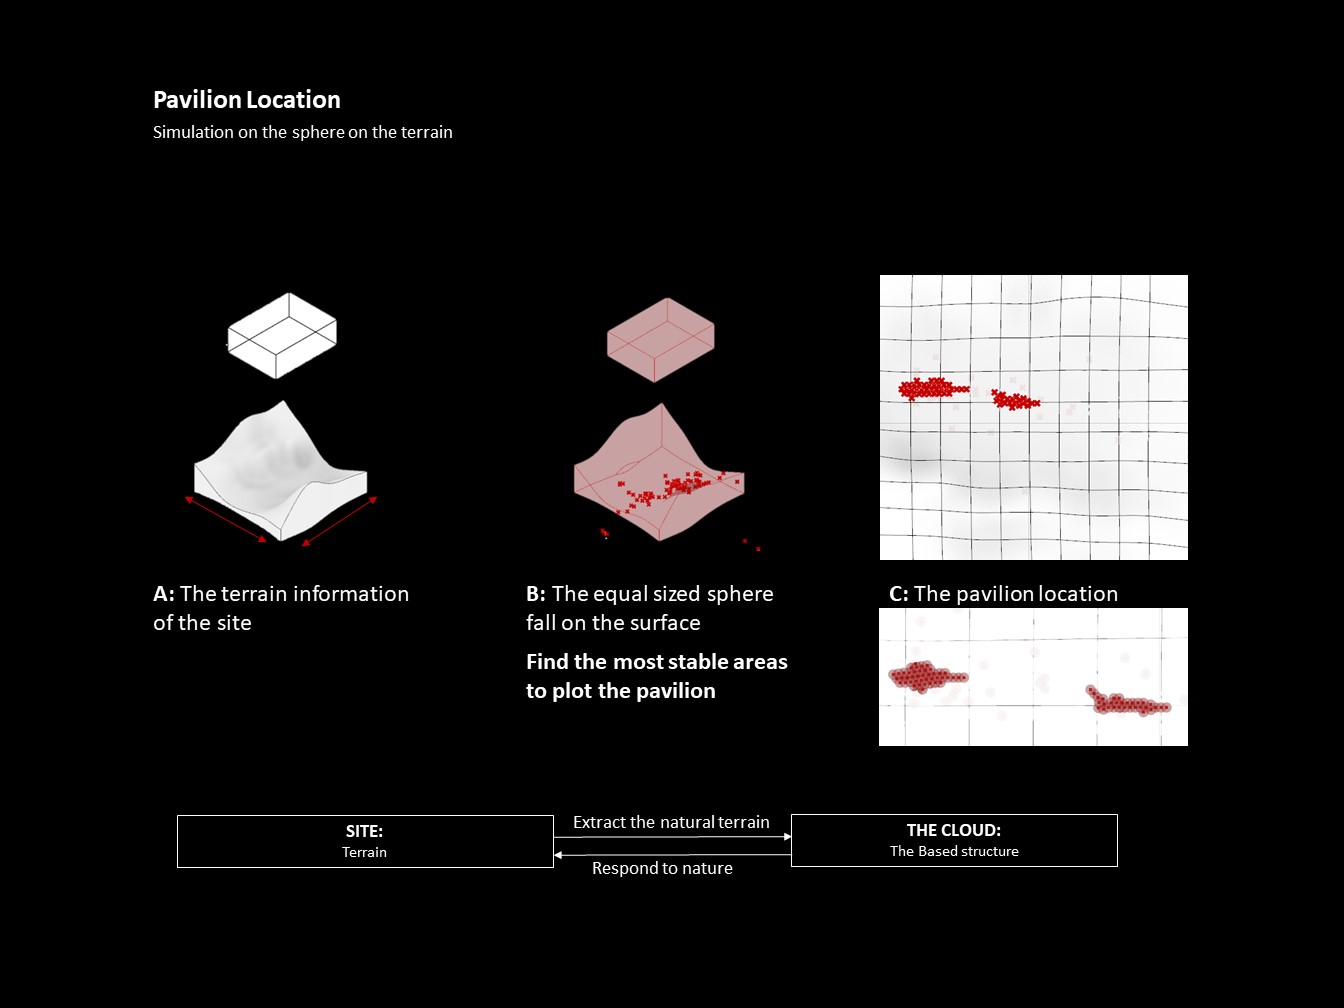 Pavilion Location
Simulation on the sphere on the terrain
A: The terrain information
of the site
B: The equal sized sphere
fall on the surface
Find the most stable areas
to plot the pavilion
C: The pavilion location
SITE:
Terrain
Extract the natural terrain
Respond to nature
THE CLOUD:
The Based structure